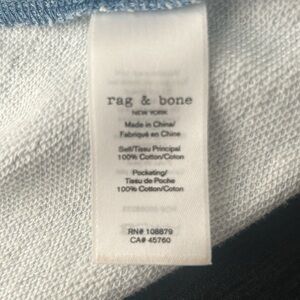 rag & bone
NEW YORK
Made in China/
Fabriqué en Chine
Self/Tissu Principal
100% Cotton/Coton
Pocketing/
Tissu de Poche
100% Cotton/Coton
RN# 108879
CA# 45760